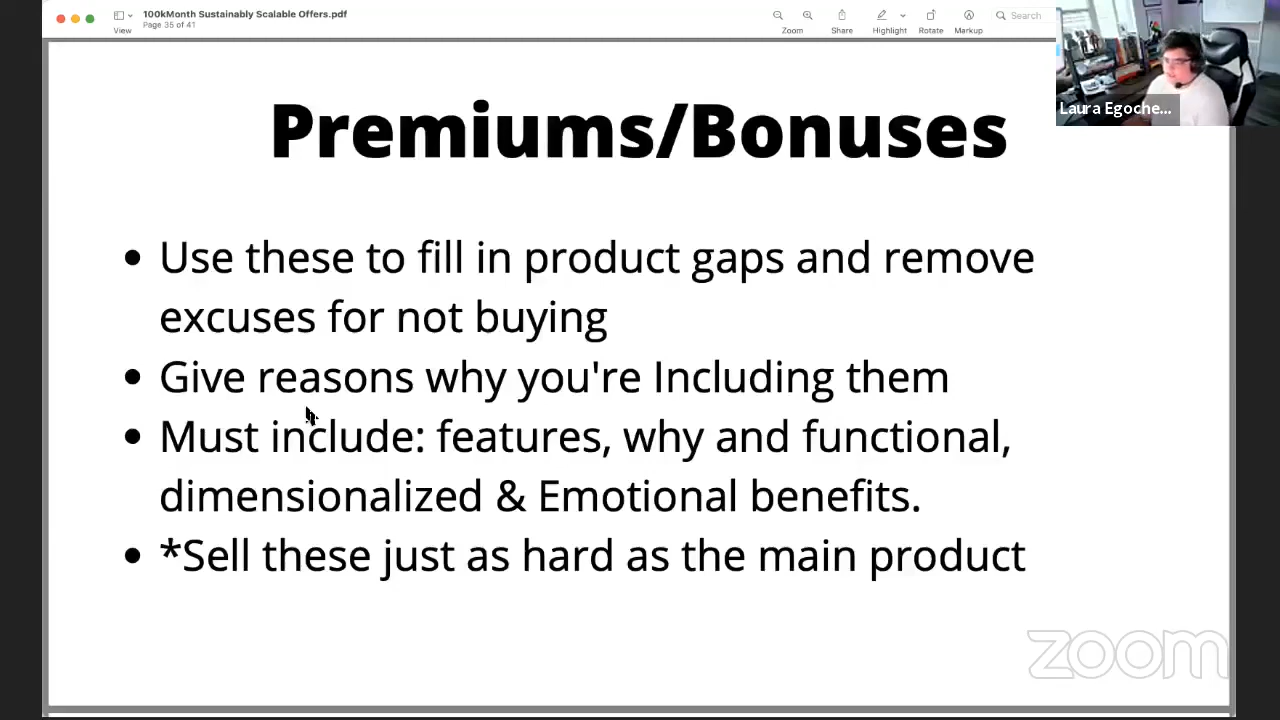 100kMonth Sustainably Scalable Offers.pdf
Page 35 of 41
View
Zoom
Share
Highlight
Rotate
Markup
Search
Laura Egoche...
Premiums/Bonuses
• Use these to fill in product gaps and remove
excuses for not buying
• Give reasons why you're Including them
• Must include: features, why and functional,
dimensionalized & Emotional benefits.
• *Sell these just as hard as the main product
zoom